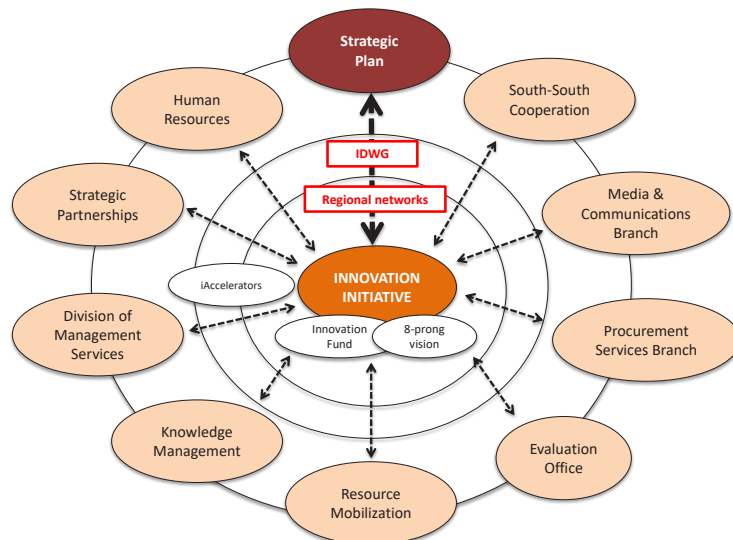 Strategic
Plan
Human
Resources
South-South
Cooperation
IDWG
Strategic
Partnerships
Regional networks
Media &
Communications
Branch
iAccelerators
INNOVATION
INITIATIVE
Division of
Management
Services
Innovation
Fund
8-prong
vision
Procurement
Services Branch
Knowledge
Management
Evaluation
Office
Resource
Mobilization